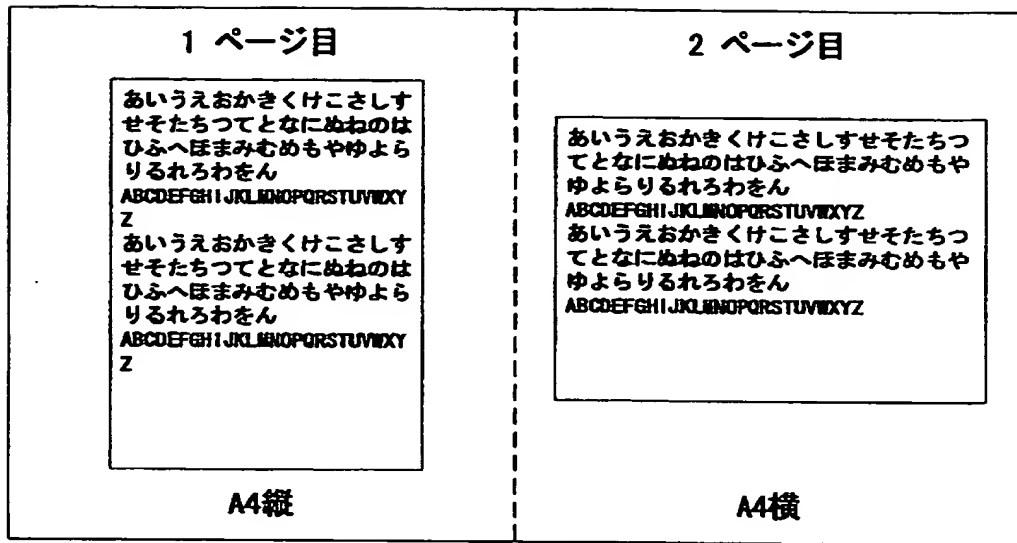 1 ページ目
あいうえおかきくけこさしす
せそたちつてとなにぬねのは
ひふへほまみむめもやゆよら
りるれろわをん
ABCDEFGHIJKLMNOPQRSTUVWXY
Z
あいうえおかきくけこさしす
せそたちつてとなにぬねのは
ひふへほまみむめもやゆよら
りるれろわをん
ABCDEFGHIJKLMNOPQRSTUVWXY
Z
A4縦
2 ページ目
あいうえおかきくけこさしすせそたちつ
てとなにぬねのはひふへほまみむめもや
ゆよらりるれろわをん
ABCDEFGHIJKLMNOPQRSTUVWXYZ
あいうえおかきくけこさしすせそたちつ
てとなにぬねのはひふへほまみむめもや
ゆよらりるれろわをん
ABCDEFGHIJKLMNOPQRSTUVWXYZ
A4横